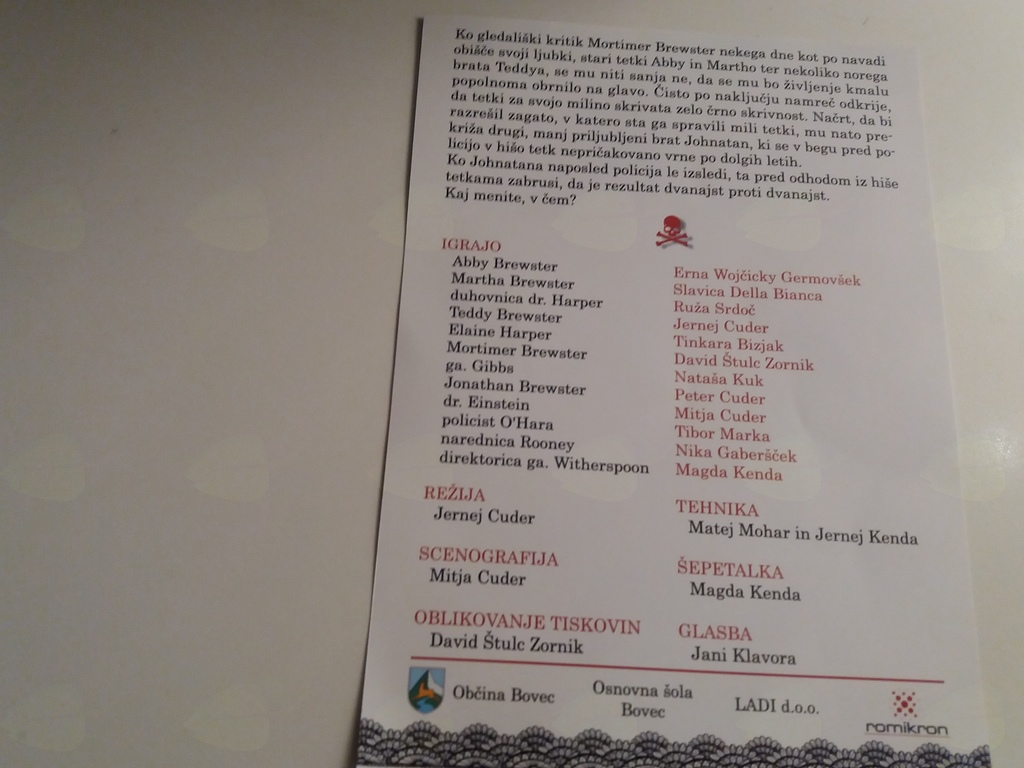 Ko gledališki kritik Mortimer Brewster nekega dne kot po navadi
obišče svoji ljubki, stari tetki Abby in Martho ter nekoliko norega
brata Teddya, se mu niti sanja ne, da se mu bo življenje kmalu
popolnoma obrnilo na glavo. Čisto po naključju namreč odkrije,
da tetki za svojo milino skrivata zelo črno skrivnost. Načrt, da bi
razrešil zagato, v katero sta ga spravili mili tetki, mu nato pre-
križa drugi, manj priljubljeni brat Johnatan, ki se v begu pred po-
licijo v hišo tetk nepričakovano vrne po dolgih letih.
Ko Johnatana naposled policija le izsledi, ta pred odhodom iz hiše
tetkama zabrusi, da je rezultat dvanajst proti dvanajst.
Kaj menite, v čem?
IGRAJO
Abby Brewster Erna Wojčicky Germovšek
Martha Brewster Slavica Della Bianca
duhovnica dr. Harper Ruža Srdoč
Teddy Brewster Jernej Cuder
Elaine Harper Tinkara Bizjak
Mortimer Brewster David Štulc Zornik
ga. Gibbs Nataša Kuk
Jonathan Brewster Peter Cuder
dr. Einstein Mitja Cuder
policist O'Hara Tibor Marka
narednica Rooney Nika Gaberšček
direktorica ga. Witherspoon Magda Kenda
REŽIJA
Jernej Cuder
TEHNIKA
Matej Mohar in Jernej Kenda
SCENOGRAFIJA
Mitja Cuder
ŠEPETALKA
Magda Kenda
OBLIKOVANJE TISKOVIN
David Štulc Zornik
GLASBA
Jani Klavora
Občina Bovec
Osnovna šola
Bovec
LADI d.o.o.
romikron